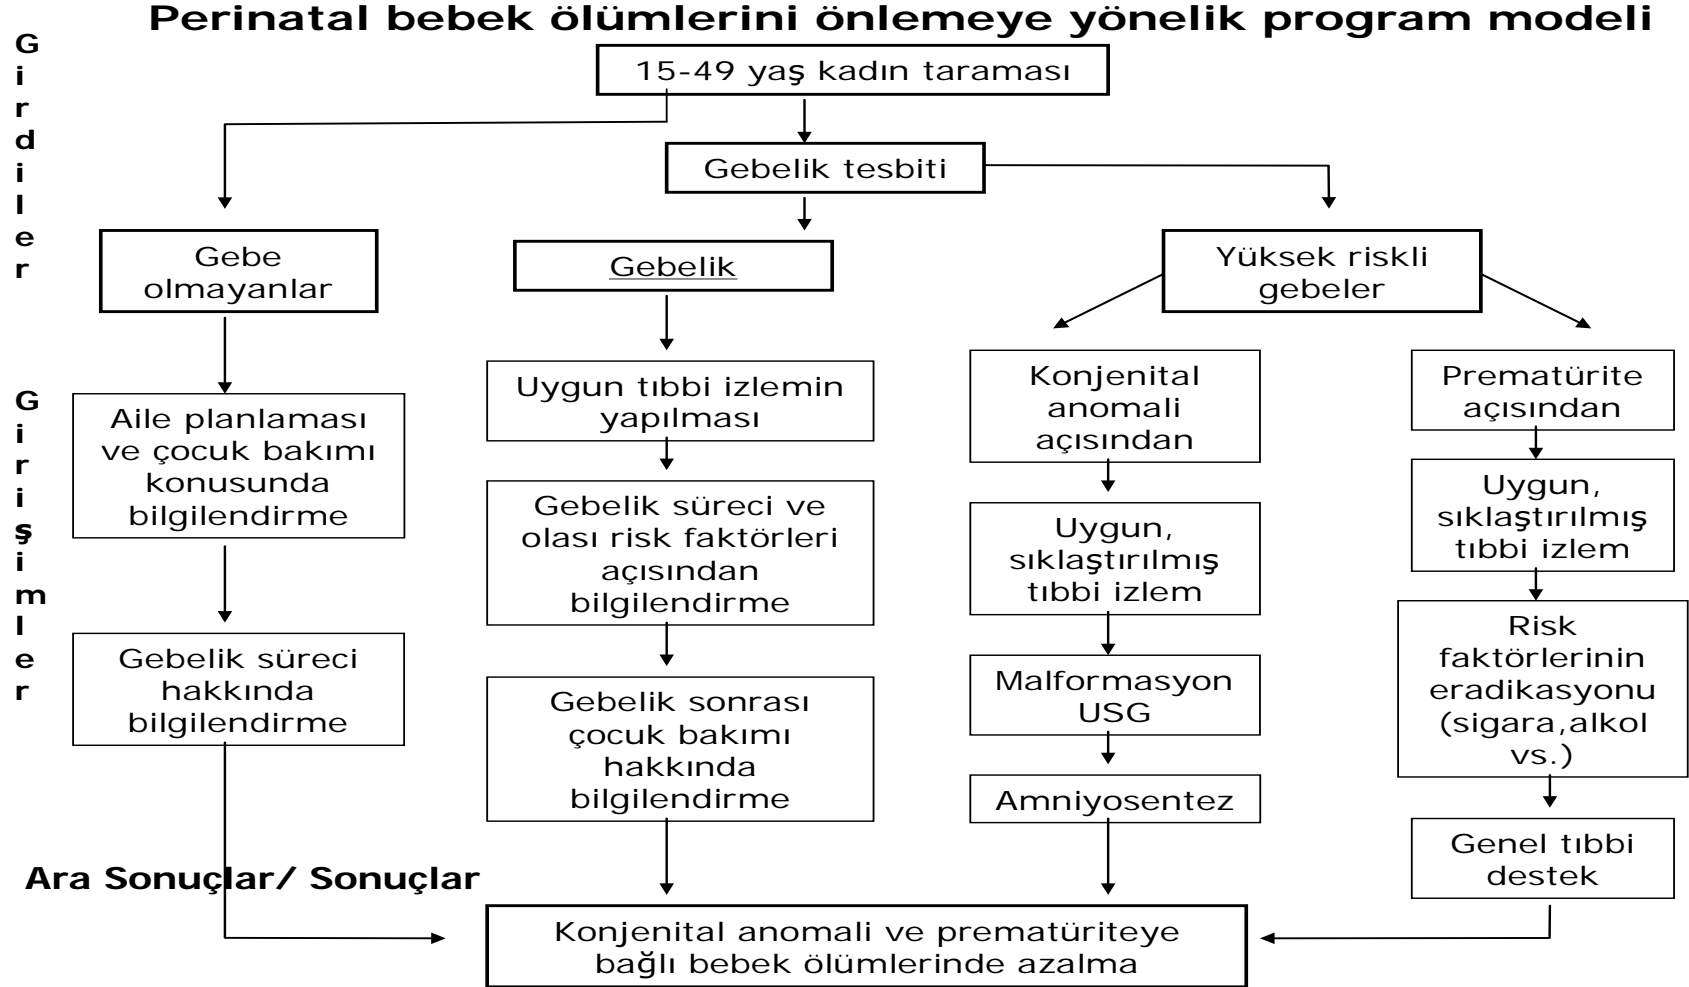 Perinatal bebek ölümlerini önlemeye yönelik program modeli
Girdiler
15-49 yaş kadın taraması
Gebelik tesbiti
Gebe
olmayanlar
Gebelik
Yüksek riskli
gebeler
Girişimler
Aile planlaması
ve çocuk bakımı
konusunda
bilgilendirme
Gebelik süreci
hakkında
bilgilendirme
Uygun tıbbi izlemin
yapılması
Gebelik süreci ve
olası risk faktörleri
açısından
bilgilendirme
Gebelik sonrası
çocuk bakımı
hakkında
bilgilendirme
Konjenital
anomali
açısından
Uygun,
sıklaştırılmış
tıbbi izlem
Malformasyon
USG
Amniyosentez
Prematürite
açısından
Uygun,
sıklaştırılmış
tıbbi izlem
Risk
faktörlerinin
eradikasyonu
(sigara,alkol
vs.)
Genel tıbbi
destek
Ara Sonuçlar/ Sonuçlar
Konjenital anomali ve prematüriteye
bağlı bebek ölümlerinde azalma